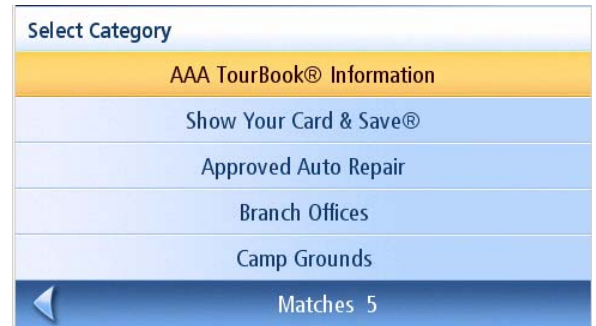 Select Category
AAA TourBook® Information
Show Your Card & Save®
Approved Auto Repair
Branch Offices
Camp Grounds
Matches 5